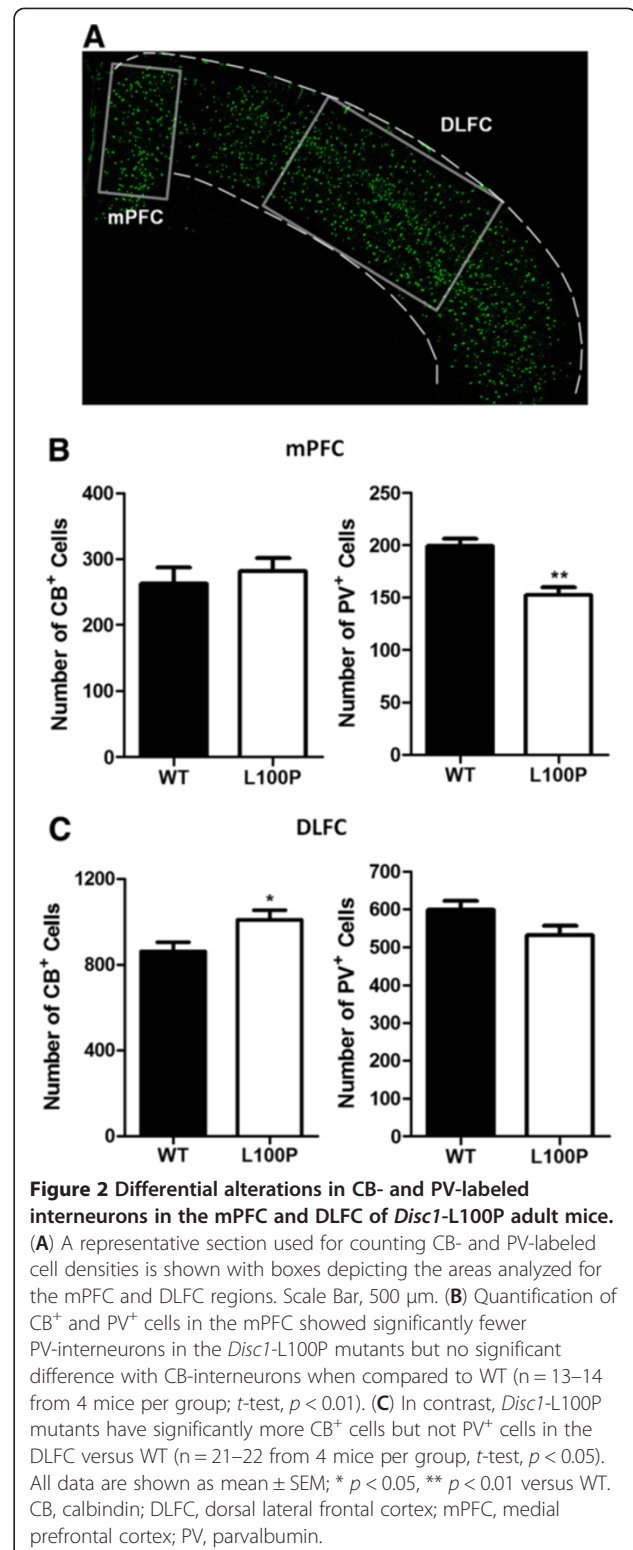 A
DLFC
mPFC
B
mPFC
Number of CB+ Cells
400
300
200
100
0
WT
L100P
Number of PV+ Cells
250
200
150
100
50
0
**
WT
L100P
C
DLFC
Number of CB+ Cells
1200
800
400
0
*
WT
L100P
Number of PV+ Cells
700
600
500
400
300
200
100
0
WT
L100P
Figure 2 Differential alterations in CB- and PV-labeled
interneurons in the mPFC and DLFC of Disc1-L100P adult mice.
(A) A representative section used for counting CB- and PV-labeled
cell densities is shown with boxes depicting the areas analyzed for
the mPFC and DLFC regions. Scale Bar, 500 μm. (B) Quantification of
CB+ and PV+ cells in the mPFC showed significantly fewer
PV-interneurons in the Disc1-L100P mutants but no significant
difference with CB-interneurons when compared to WT (n = 13–14
from 4 mice per group; t-test, p < 0.01). (C) In contrast, Disc1-L100P
mutants have significantly more CB+ cells but not PV+ cells in the
DLFC versus WT (n = 21–22 from 4 mice per group, t-test, p < 0.05).
All data are shown as mean ± SEM; * p < 0.05, ** p < 0.01 versus WT.
CB, calbindin; DLFC, dorsal lateral frontal cortex; mPFC, medial
prefrontal cortex; PV, parvalbumin.